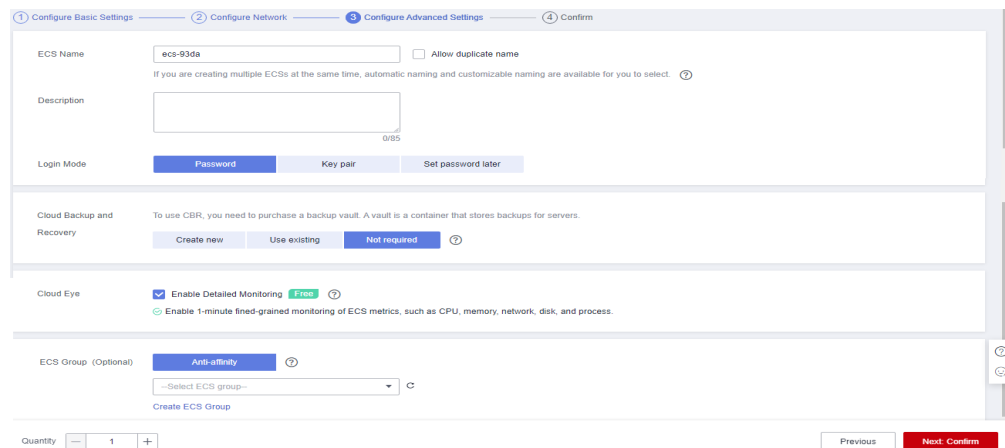 1 Configure Basic Settings 2 Configure Network 3 Configure Advanced Settings 4 Confirm
ECS Name ecs-93da Allow duplicate name
If you are creating multiple ECSs at the same time, automatic naming and customizable naming are available for you to select. ?
Description
0/85
Login Mode Password Key pair Set password later
Cloud Backup and Recovery To use CBR, you need to purchase a backup vault. A vault is a container that stores backups for servers.
Create new Use existing Not required ?
Cloud Eye Enable Detailed Monitoring Free ?
Enable 1-minute fined-grained monitoring of ECS metrics, such as CPU, memory, network, disk, and process.
ECS Group (Optional) Anti-affinity ?
--Select ECS group--
Create ECS Group
Quantity 1 + Previous Next: Confirm